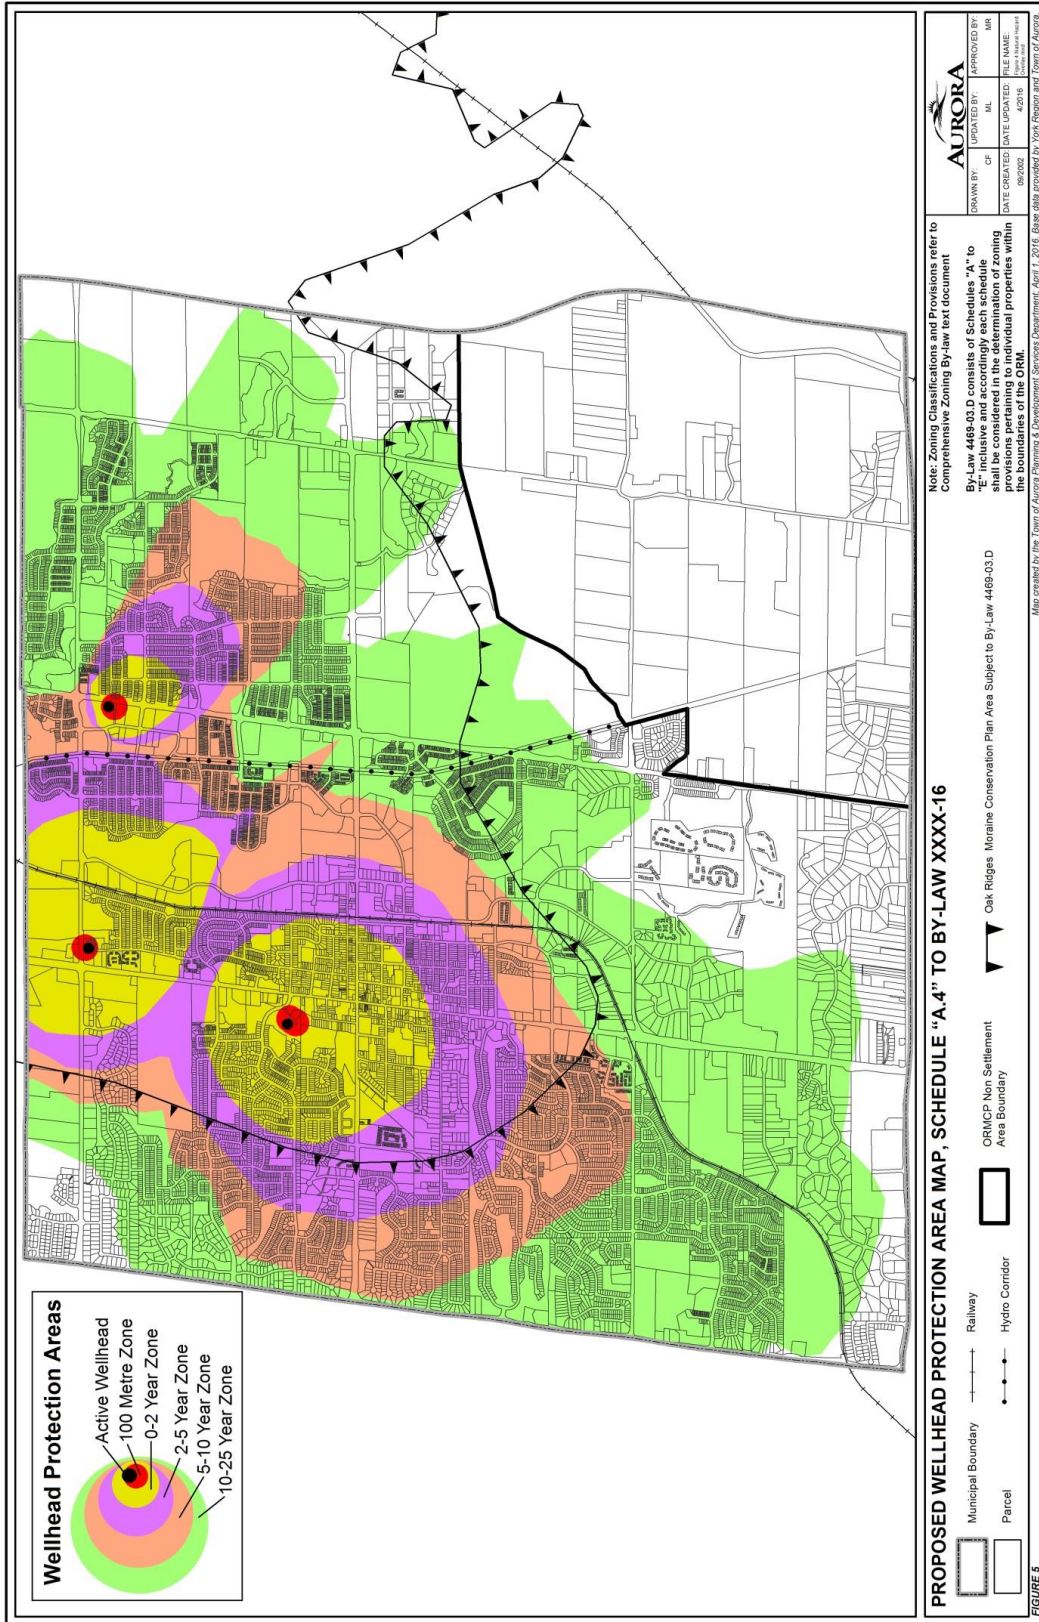 Wellhead Protection Areas
Active Wellhead
100 Metre Zone
0-2 Year Zone
2-5 Year Zone
5-10 Year Zone
10-25 Year Zone
PROPOSED WELLHEAD PROTECTION AREA MAP, SCHEDULE "A.4" TO BY-LAW XXXX-16
Municipal Boundary
Railway
Parcel
Hydro Corridor
ORMCP Non Settlement
Area Boundary
Oak Ridges Moraine Conservation Plan Area Subject to By-Law 4469-03.D
Note: Zoning Classifications and Provisions refer to
Comprehensive Zoning By-law text document
By-Law 4469-03.D consists of Schedules "A" to
"E" inclusive and accordingly each schedule
shall be considered in the determination of zoning
provisions pertaining to individual properties within
the boundaries of the ORM.
AURORA
DRAWN BY: CF
UPDATED BY: ML
APPROVED BY: MR
DATE CREATED: 09/2002
DATE UPDATED: 4/2016
FILE NAME:
FIGURE 5
Map created by the Town of Aurora Planning & Development Services Department, April 1, 2016. Base data provided by York Region and Town of Aurora.